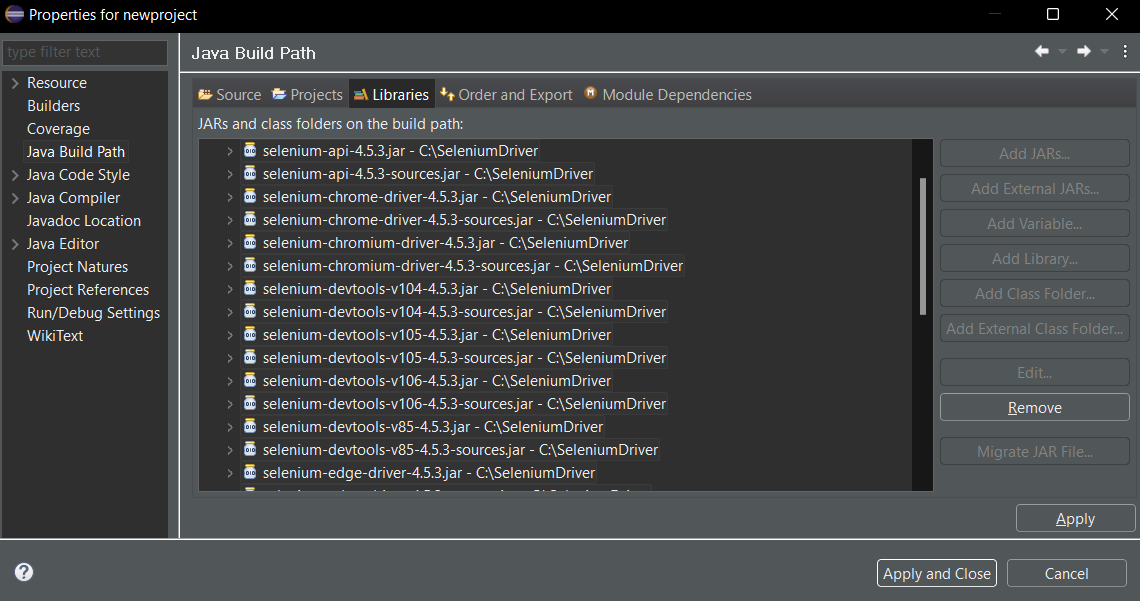 Properties for newproject
type filter text
Resource
Builders
Coverage
Java Build Path
Java Code Style
Java Compiler
Javadoc Location
Java Editor
Project Natures
Project References
Run/Debug Settings
WikiText
Java Build Path
Source Projects Libraries Order and Export Module Dependencies
JARs and class folders on the build path:
selenium-api-4.5.3.jar - C:\SeleniumDriver
selenium-api-4.5.3-sources.jar - C:\SeleniumDriver
selenium-chrome-driver-4.5.3.jar - C:\SeleniumDriver
selenium-chrome-driver-4.5.3-sources.jar - C:\SeleniumDriver
selenium-chromium-driver-4.5.3.jar - C:\SeleniumDriver
selenium-chromium-driver-4.5.3-sources.jar - C:\SeleniumDriver
selenium-devtools-v104-4.5.3.jar - C:\SeleniumDriver
selenium-devtools-v104-4.5.3-sources.jar - C:\SeleniumDriver
selenium-devtools-v105-4.5.3.jar - C:\SeleniumDriver
selenium-devtools-v105-4.5.3-sources.jar - C:\SeleniumDriver
selenium-devtools-v106-4.5.3.jar - C:\SeleniumDriver
selenium-devtools-v106-4.5.3-sources.jar - C:\SeleniumDriver
selenium-devtools-v85-4.5.3.jar - C:\SeleniumDriver
selenium-devtools-v85-4.5.3-sources.jar - C:\SeleniumDriver
selenium-edge-driver-4.5.3.jar - C:\SeleniumDriver
Add JARs...
Add External JARs...
Add Variable...
Add Library...
Add Class Folder...
Add External Class Folder...
Edit...
Remove
Migrate JAR File...
Apply
Apply and Close
Cancel